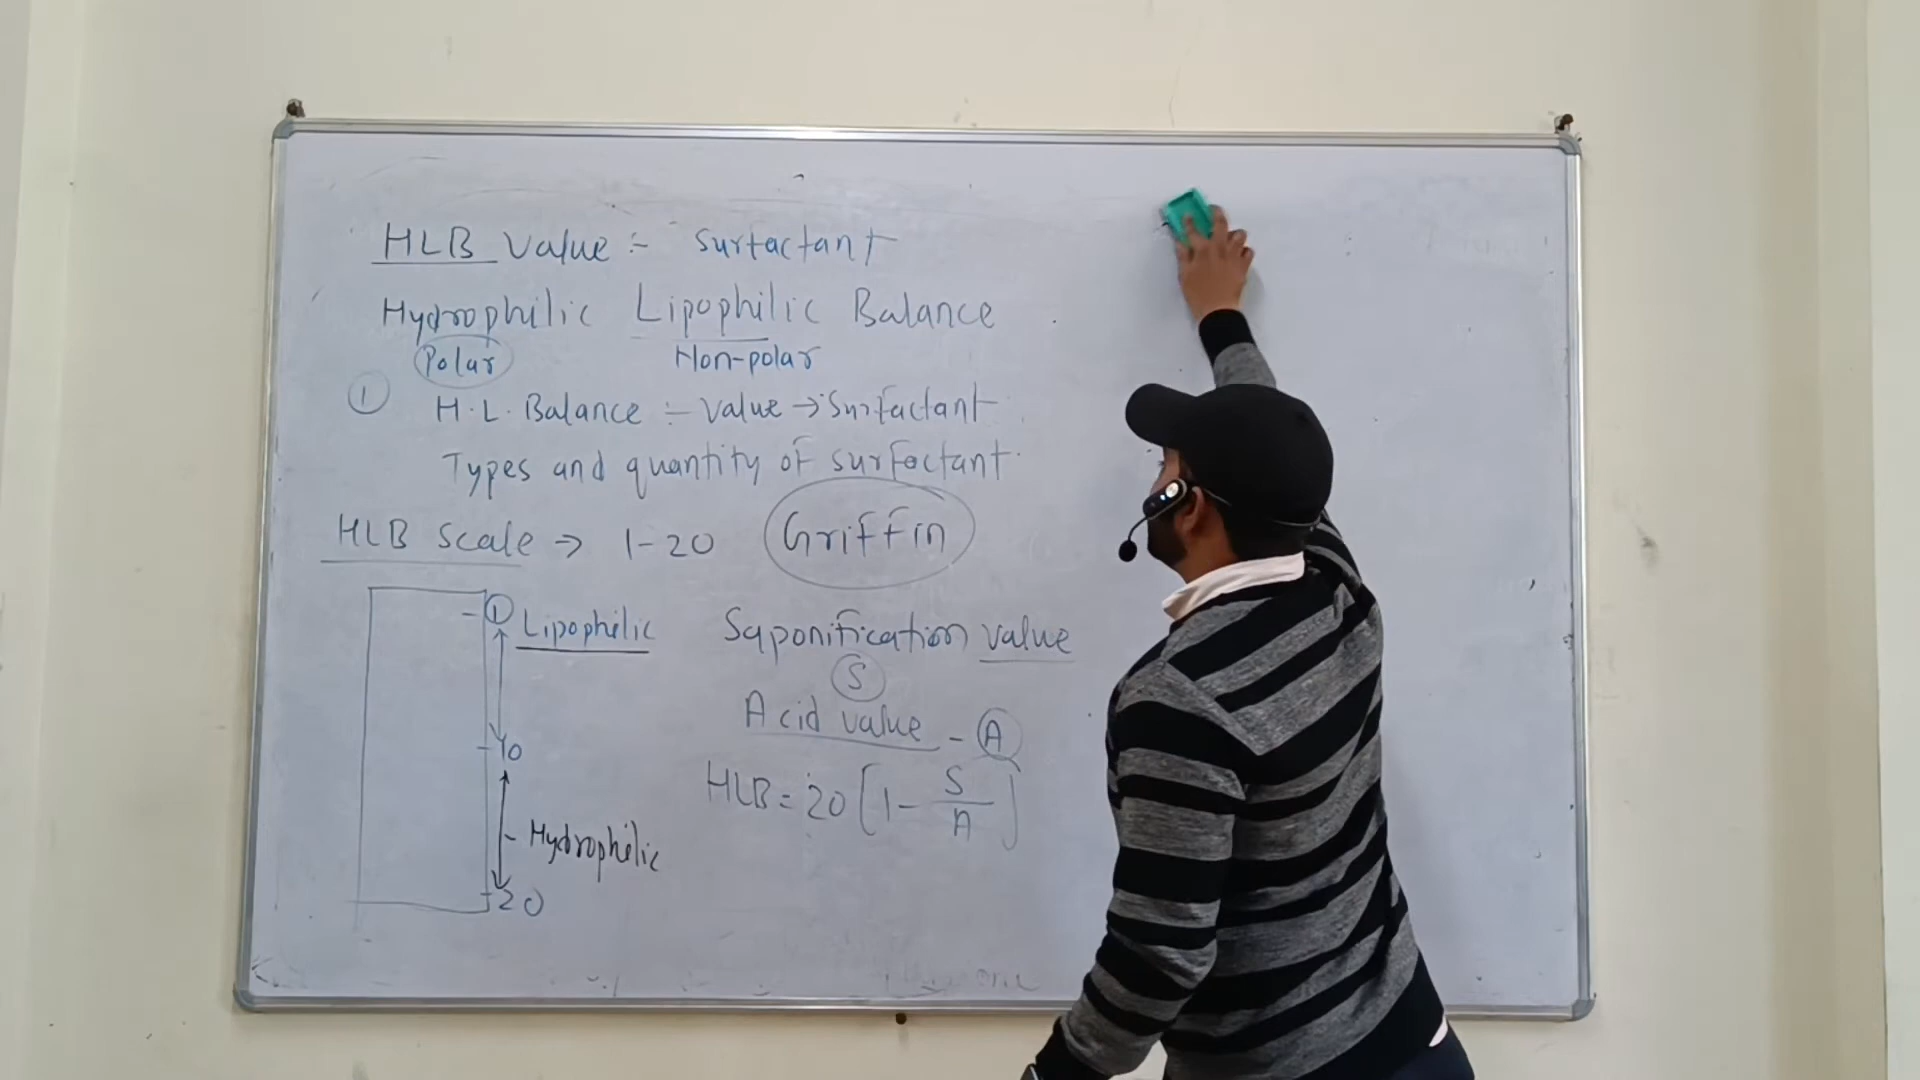 HLB Value :- Surfactant
Hydrophilic Lipophilic Balance
Polar Non-polar
① H.L. Balance :- Value → Surfactant
Types and quantity of surfactant.
HLB Scale → 1-20 Griffin
- ① Lipophilic
10
- Hydrophilic
20
Saponification value
S
Acid value - A
HLB = 20 [1 - S/A]